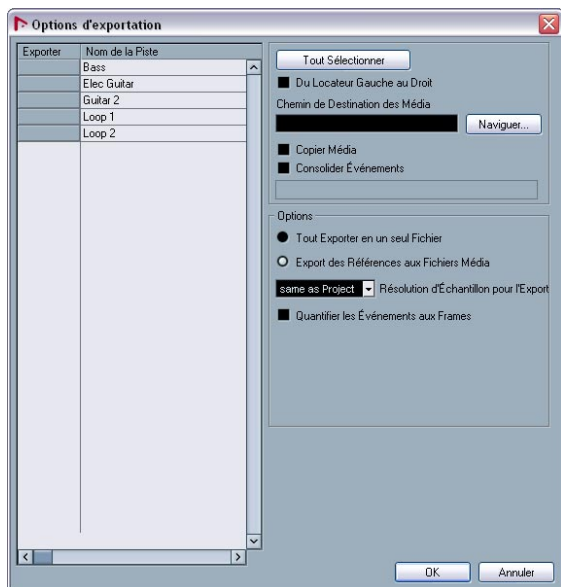 Options d'exportation
Exporter Nom de la Piste
Bass
Elec Guitar
Guitar 2
Loop 1
Loop 2
Tout Sélectionner
Du Locateur Gauche au Droit
Chemin de Destination des Média
Naviguer...
Copier Média
Consolider Événements
Options
Tout Exporter en un seul Fichier
Export des Références aux Fichiers Média
same as Project Résolution d'Échantillon pour l'Export
Quantifier les Événements aux Frames
OK Annuler